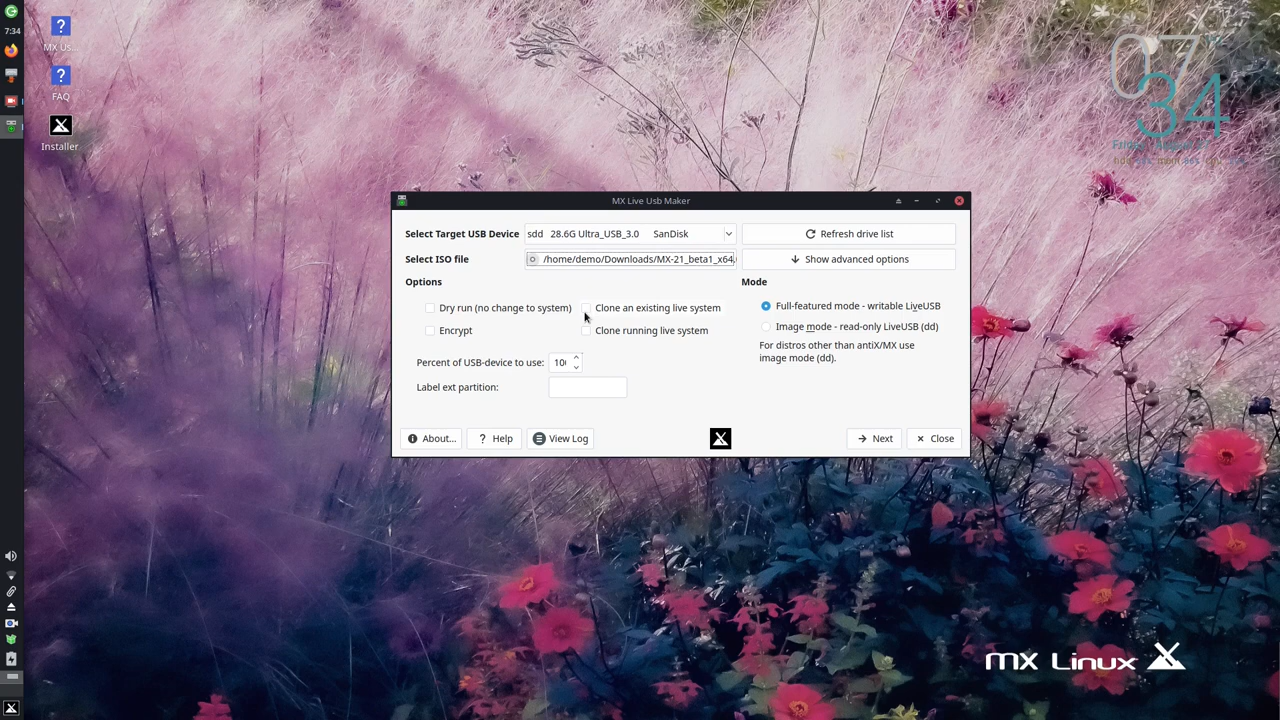 7:34
MX Us...
FAQ
Installer
07
34
MX Live Usb Maker
Select Target USB Device
sdd 28.6G Ultra_USB_3.0 SanDisk
Refresh drive list
Select ISO file
/home/demo/Downloads/MX-21_beta1_x64
Show advanced options
Options
Mode
Dry run (no change to system)
Clone an existing live system
Full-featured mode - writable LiveUSB
Encrypt
Clone running live system
Image mode - read-only LiveUSB (dd)
For distros other than antiX/MX use
image mode (dd).
Percent of USB-device to use:
Label ext partition:
About...
Help
View Log
Next
Close
MX Linux